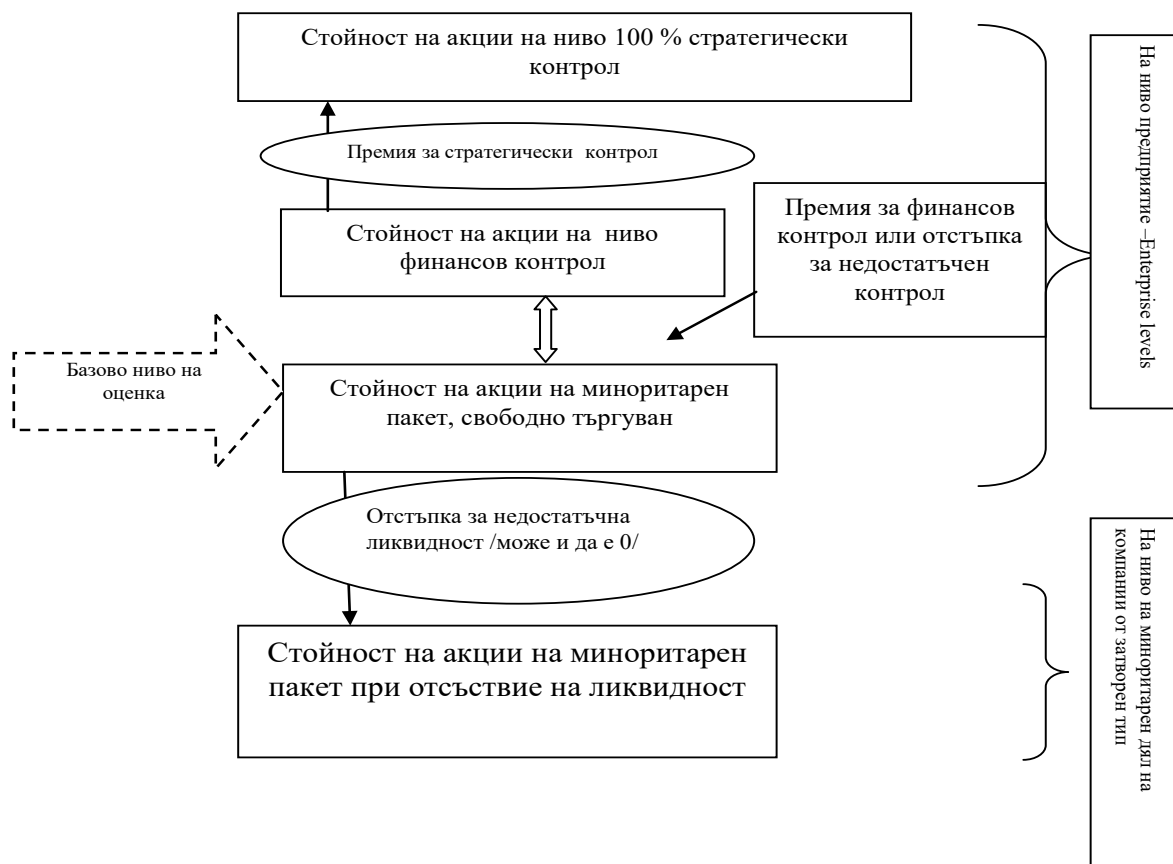 Стойност на акции на ниво 100 % стратегически
контрол
Премия за стратегически контрол
Стойност на акции на ниво
финансов контрол
Премия за финансов
контрол или отстъпка
за недостатъчен
контрол
На ниво предприятие –Enterprise levels
Базово ниво на
оценка
Стойност на акции на миноритарен
пакет, свободно търгуван
Отстъпка за недостатъчна
ликвидност /може и да е 0/
Стойност на акции на миноритарен
пакет при отсъствие на ликвидност
На ниво на миноритарен дял на
компании от затворен тип